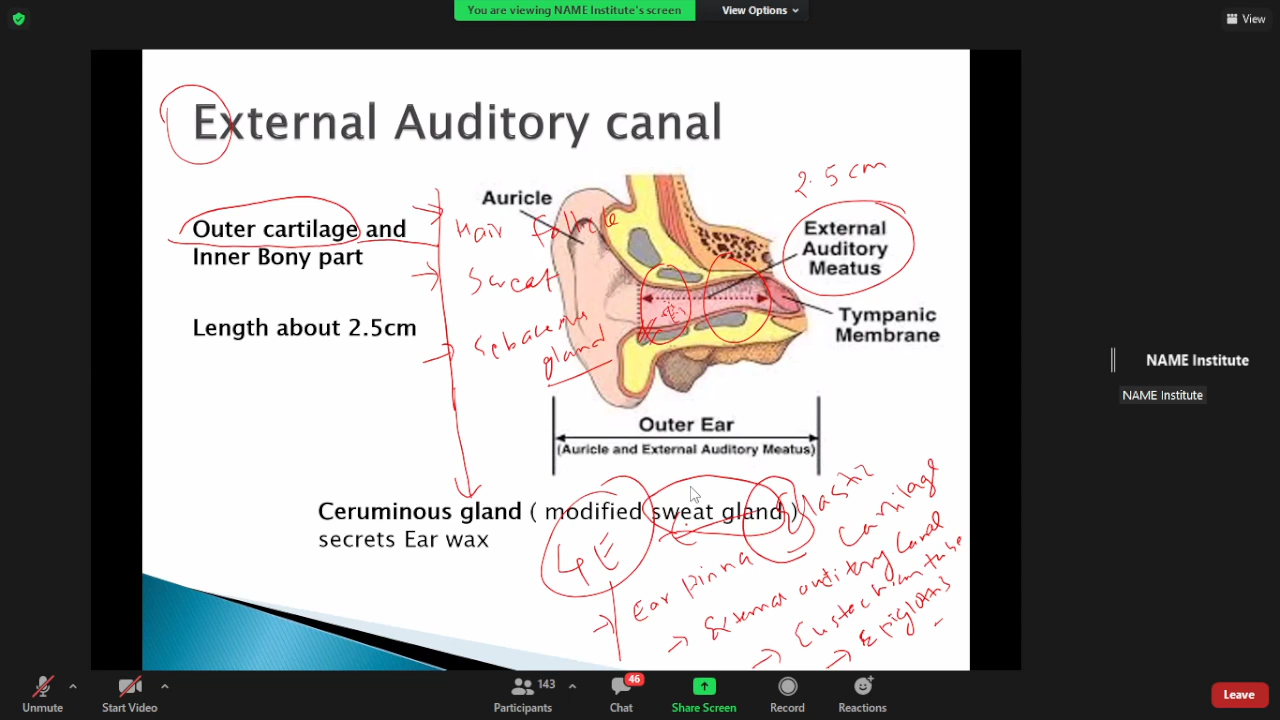 You are viewing NAME Institute's screen
View Options
View
External Auditory canal
2.5 cm
Outer cartilage and
Inner Bony part
Length about 2.5cm
Hair follicle
Sweat
Sebaceous
gland
Auricle
External
Auditory
Meatus
Tympanic
Membrane
Outer Ear
(Auricle and External Auditory Meatus)
Ceruminous gland ( modified sweat gland )
secrets Ear wax
4E
Elastic
cartilage
Ear pinna
External auditory canal
Eustachian tube
Epiglottis
NAME Institute
NAME Institute
Unmute
Start Video
143
Participants
46
Chat
Share Screen
Record
Reactions
Leave